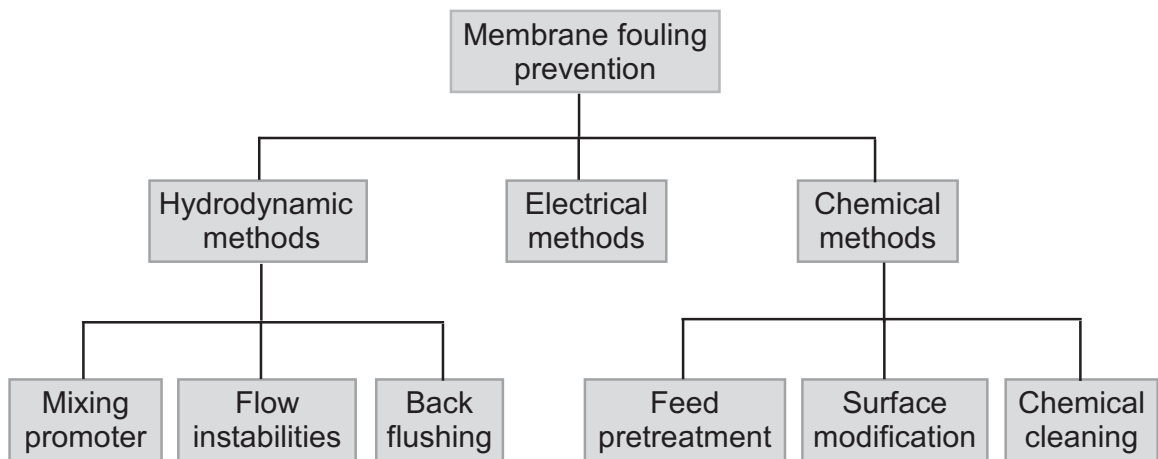 Membrane fouling
prevention
Hydrodynamic
methods
Electrical
methods
Chemical
methods
Mixing
promoter
Flow
instabilities
Back
flushing
Feed
pretreatment
Surface
modification
Chemical
cleaning